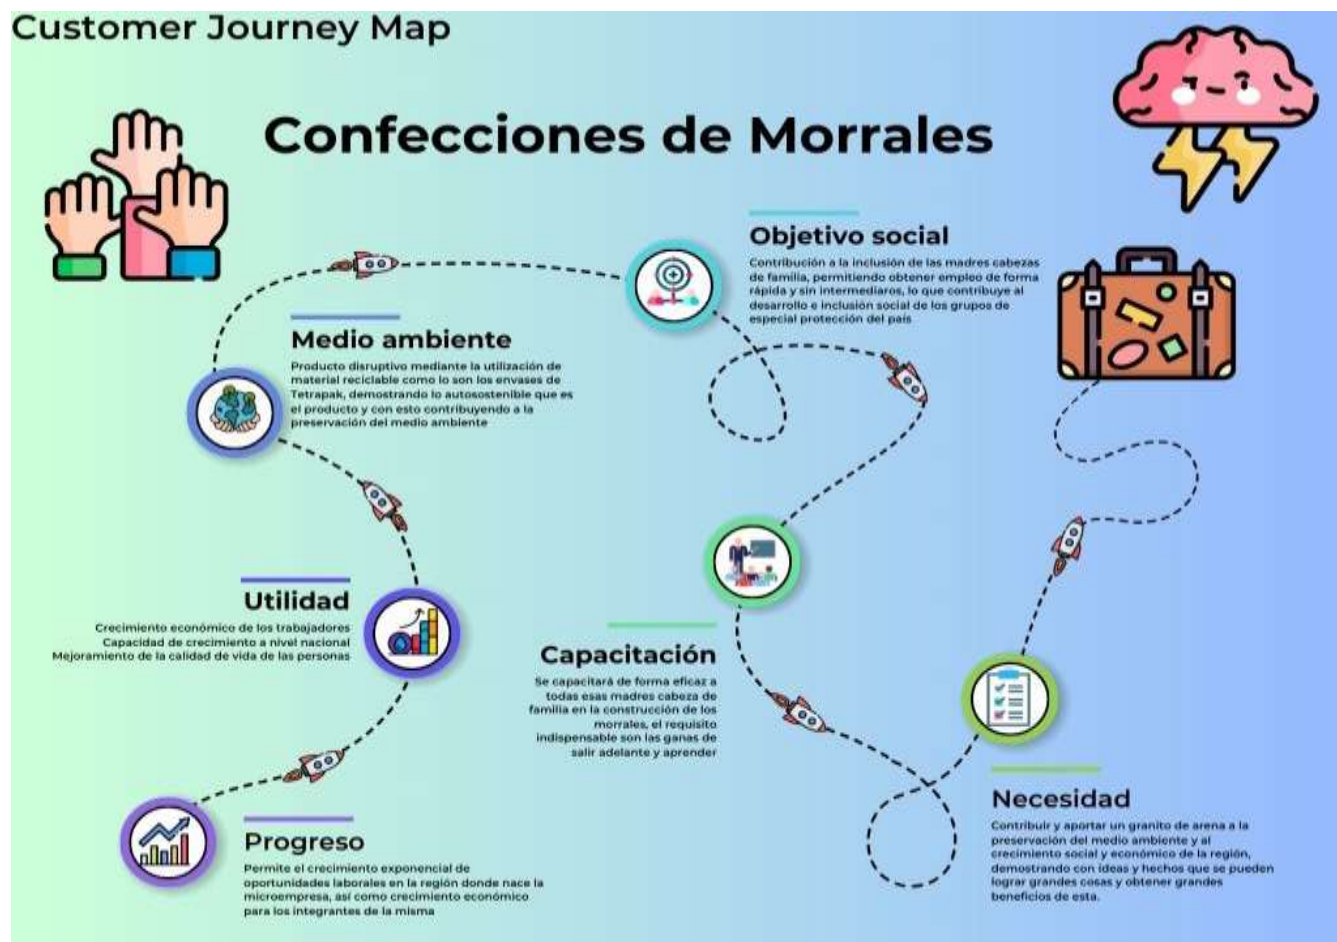 Customer Journey Map
Confecciones de Morrales
Objetivo social
Contribución a la inclusión de las madres cabezas
de familia, permitiendo obtener empleo de forma
rápida y sin intermediaros, lo que contribuye al
desarrollo e inclusión social de los grupos de
especial protección del país
Medio ambiente
Producto disruptivo mediante la utilización de
material reciclable como lo son los envases de
Tetrapak, demostrando lo autosostenible que es
el producto y con esto contribuyendo a la
preservación del medio ambiente
Utilidad
Crecimiento económico de los trabajadores
Capacidad de crecimiento a nivel nacional
Mejoramiento de la calidad de vida de las personas
Capacitación
Se capacitará de forma eficaz a
todas esas madres cabeza de
familia en la construcción de los
morrales, el requisito
indispensable son las ganas de
salir adelante y aprender
Necesidad
Contribuir y aportar un granito de arena a la
preservación del medio ambiente y al
crecimiento social y económico de la región,
demostrando con ideas y hechos que se pueden
lograr grandes cosas y obtener grandes
beneficios de esta.
Progreso
Permite el crecimiento exponencial de
oportunidades laborales en la región donde nace la
microempresa, así como crecimiento económico
para los integrantes de la misma